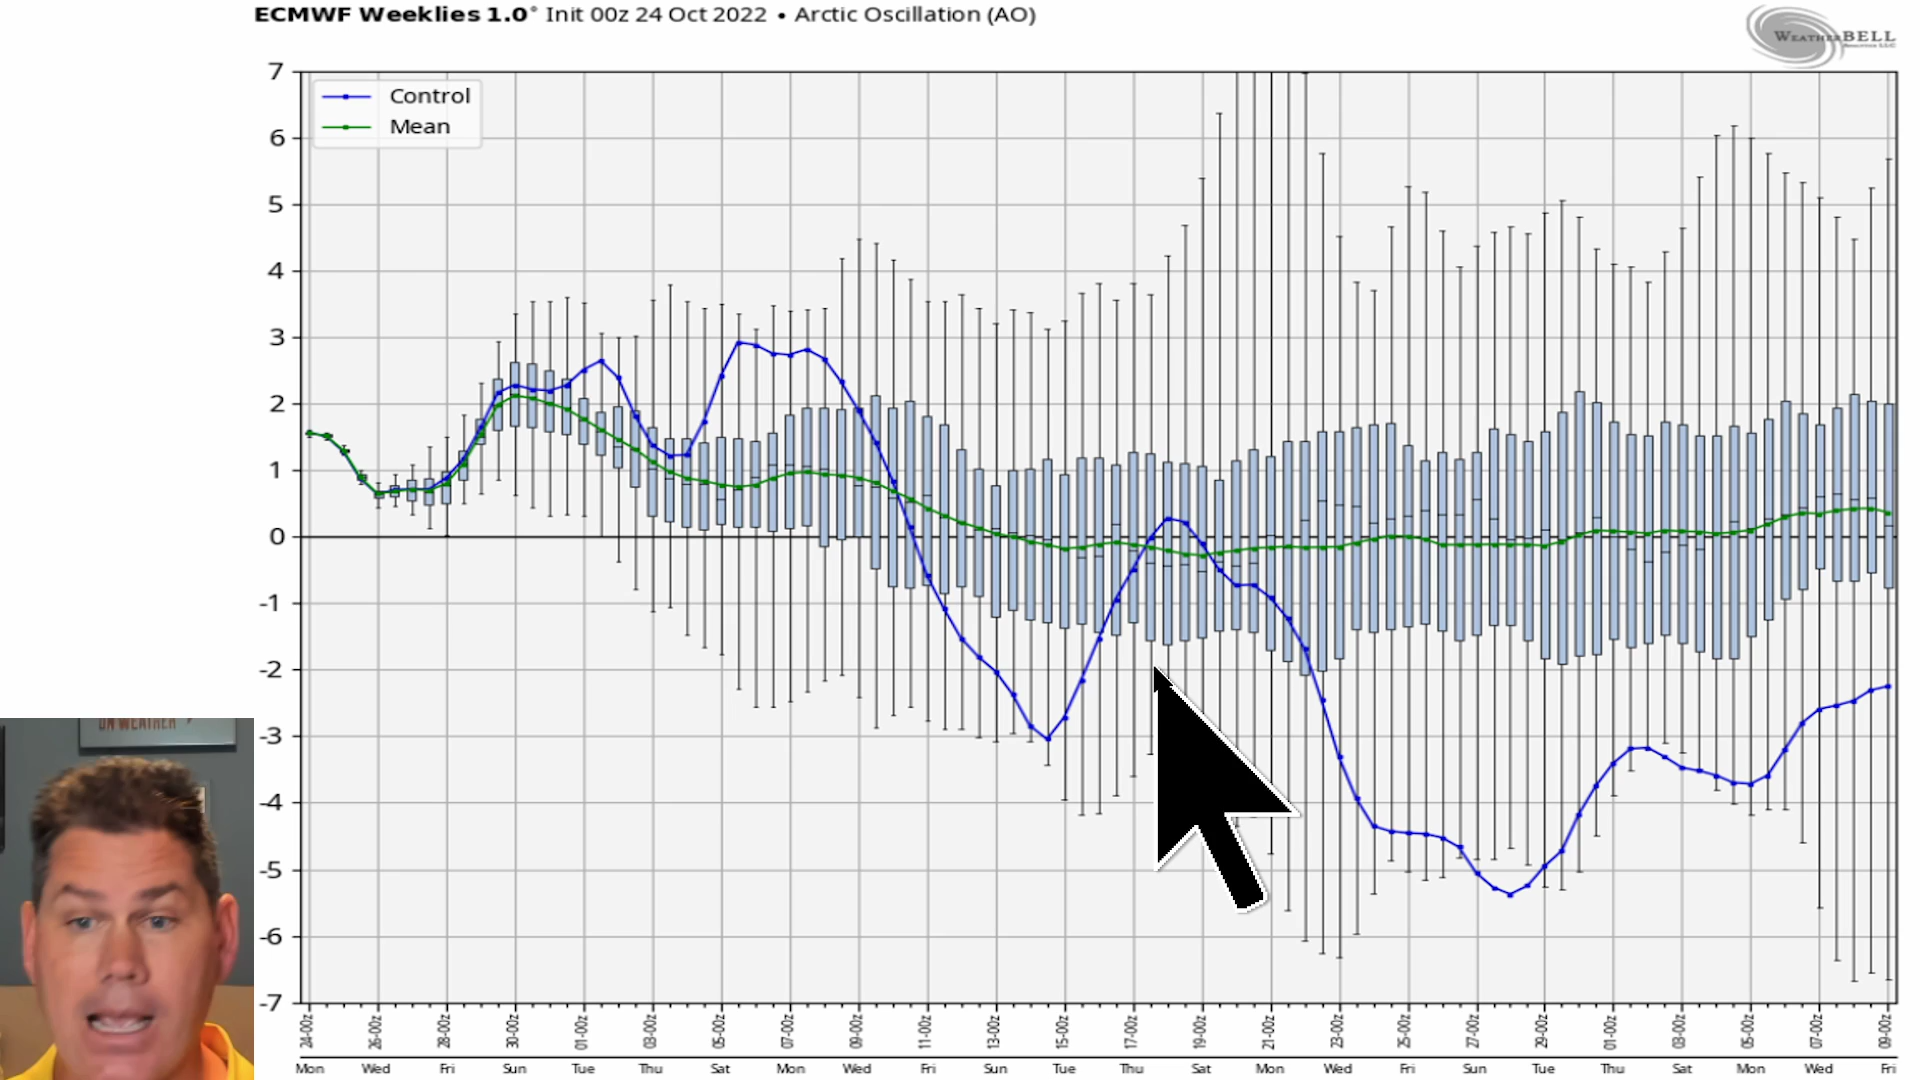 ECMWF Weeklies 1.0° Init 00z 24 Oct 2022 • Arctic Oscillation (AO)
WEATHERBELL
Control
Mean
7
6
5
4
3
2
1
0
-1
-2
-3
-4
-5
-6
-7
24-00z 26-00z 28-00z 30-00z 01-00z 03-00z 05-00z 07-00z 09-00z 11-00z 13-00z 15-00z 17-00z 19-00z 21-00z 23-00z 25-00z 27-00z 29-00z 01-00z 03-00z 05-00z 07-00z 09-00z
Mon Wed Fri Sun Tue Thu Sat Mon Wed Fri Sun Tue Thu Sat Mon Wed Fri Sun Tue Thu Sat Mon Wed Fri
ON WEATHER